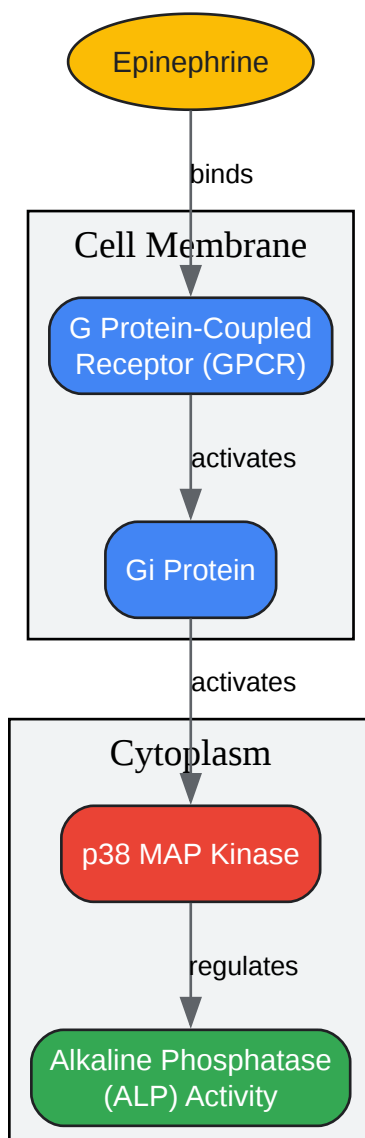 Epinephrine
binds
Cell Membrane
G Protein-Coupled
Receptor (GPCR)
activates
Gi Protein
activates
Cytoplasm
p38 MAP Kinase
regulates
Alkaline Phosphatase
(ALP) Activity